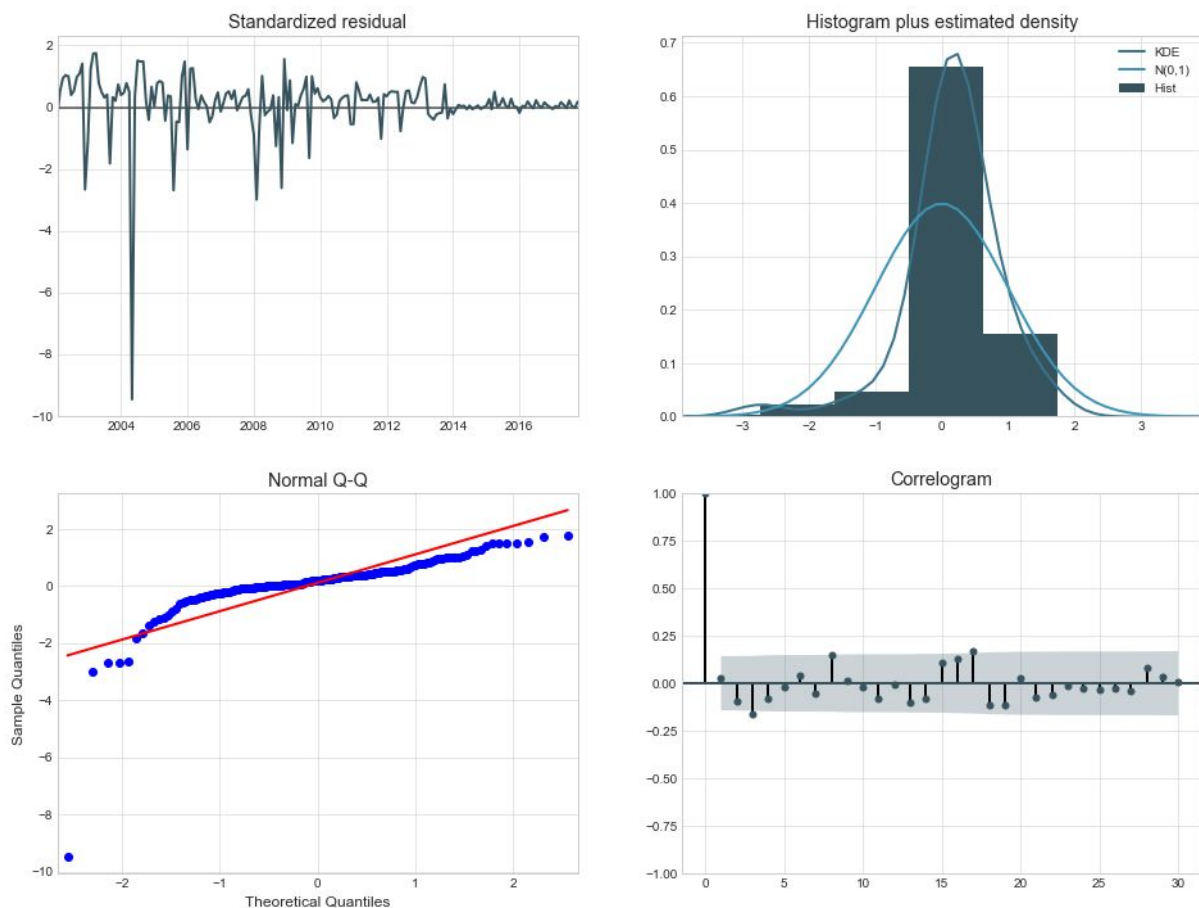 Standardized residual
2
0
−2
−4
−6
−8
−10
2004 2006 2008 2010 2012 2014 2016
Histogram plus estimated density
0.7
0.6
0.5
0.4
0.3
0.2
0.1
0.0
−3 −2 −1 0 1 2 3
KDE
N(0,1)
Hist
Normal Q-Q
Sample Quantiles
2
0
−2
−4
−6
−8
−10
−2 −1 0 1 2
Theoretical Quantiles
Correlogram
1.00
0.75
0.50
0.25
0.00
−0.25
−0.50
−0.75
−1.00
0 5 10 15 20 25 30